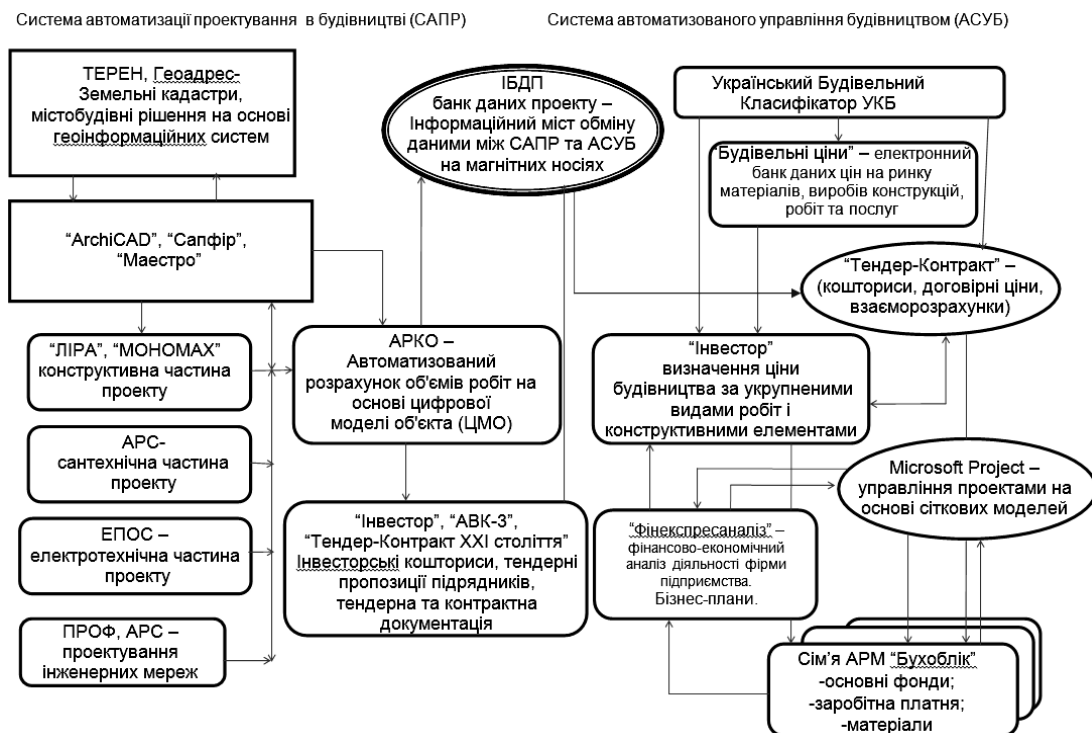 Система автоматизації проектування в будівництві (САПР)
Система автоматизованого управління будівництвом (АСУБ)
ТЕРЕН, Геоадрес-
Земельні кадастри,
містобудівні рішення на основі
геоінформаційних систем
ІБДП
банк даних проекту –
Інформаційний міст обміну
даними між САПР та АСУБ
на магнітних носіях
Український Будівельний
Класифікатор УКБ
“Будівельні ціни” – електронний
банк даних цін на ринку
матеріалів, виробів конструкцій,
робіт та послуг
“ArchiCAD”, “Сапфір”,
“Маестро”
“Тендер-Контракт” –
(кошториси, договірні ціни,
взаєморозрахунки)
“ЛІРА”, “МОНОМАХ”
конструктивна частина
проекту
АРКО –
Автоматизований
розрахунок об'ємів робіт на
основі цифрової
моделі об'єкта (ЦМО)
“Інвестор”
визначення ціни
будівництва за укрупненими
видами робіт і
конструктивними елементами
АРС-
сантехнічна частина
проекту
Microsoft Project –
управління проектами на
основі сіткових моделей
ЕПОС –
електротехнічна частина
проекту
“Інвестор”, “АВК-3”,
“Тендер-Контракт ХХІ століття”
Інвесторські кошториси, тендерні
пропозиції підрядників,
тендерна та контрактна
документація
“Фінекспресаналіз” –
фінансово-економічний
аналіз діяльності фірми
підприємства.
Бізнес-плани.
ПРОФ, АРС –
проектування
інженерних мереж
Сім’я АРМ “Бухоблік”
-основні фонди;
-заробітна платня;
-матеріали